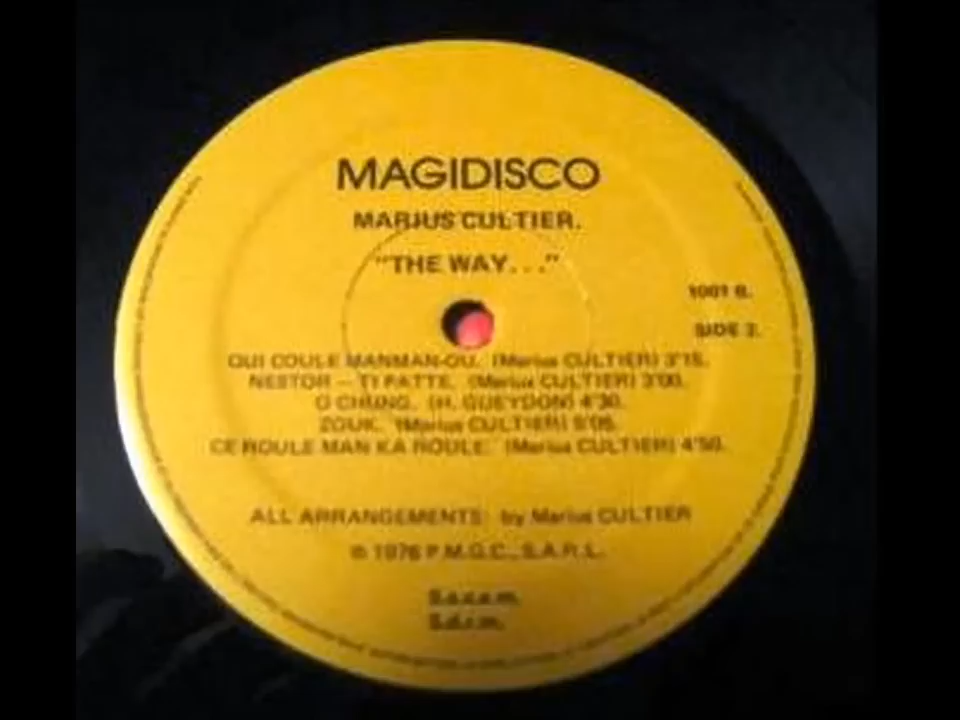 MAGIDISCO
MARIUS CULTIER.
"THE WAY..."
1001 B.
SIDE 2.
QUI COULE MANMAN-OU. (Marius CULTIER) 3'15.
NESTOR – TI PATTE. (Marius CULTIER) 3'00.
O CHUNG. (H. GUEYDON) 4'30.
ZOUK. (Marius CULTIER) 5'05.
CE ROULE MAN KA ROULE. (Marius CULTIER) 4'50.
ALL ARRANGEMENTS by Marius CULTIER
1976 P.M.G.C., S.A.R.L.
S.a.c.e.m.
S.d.r.m.